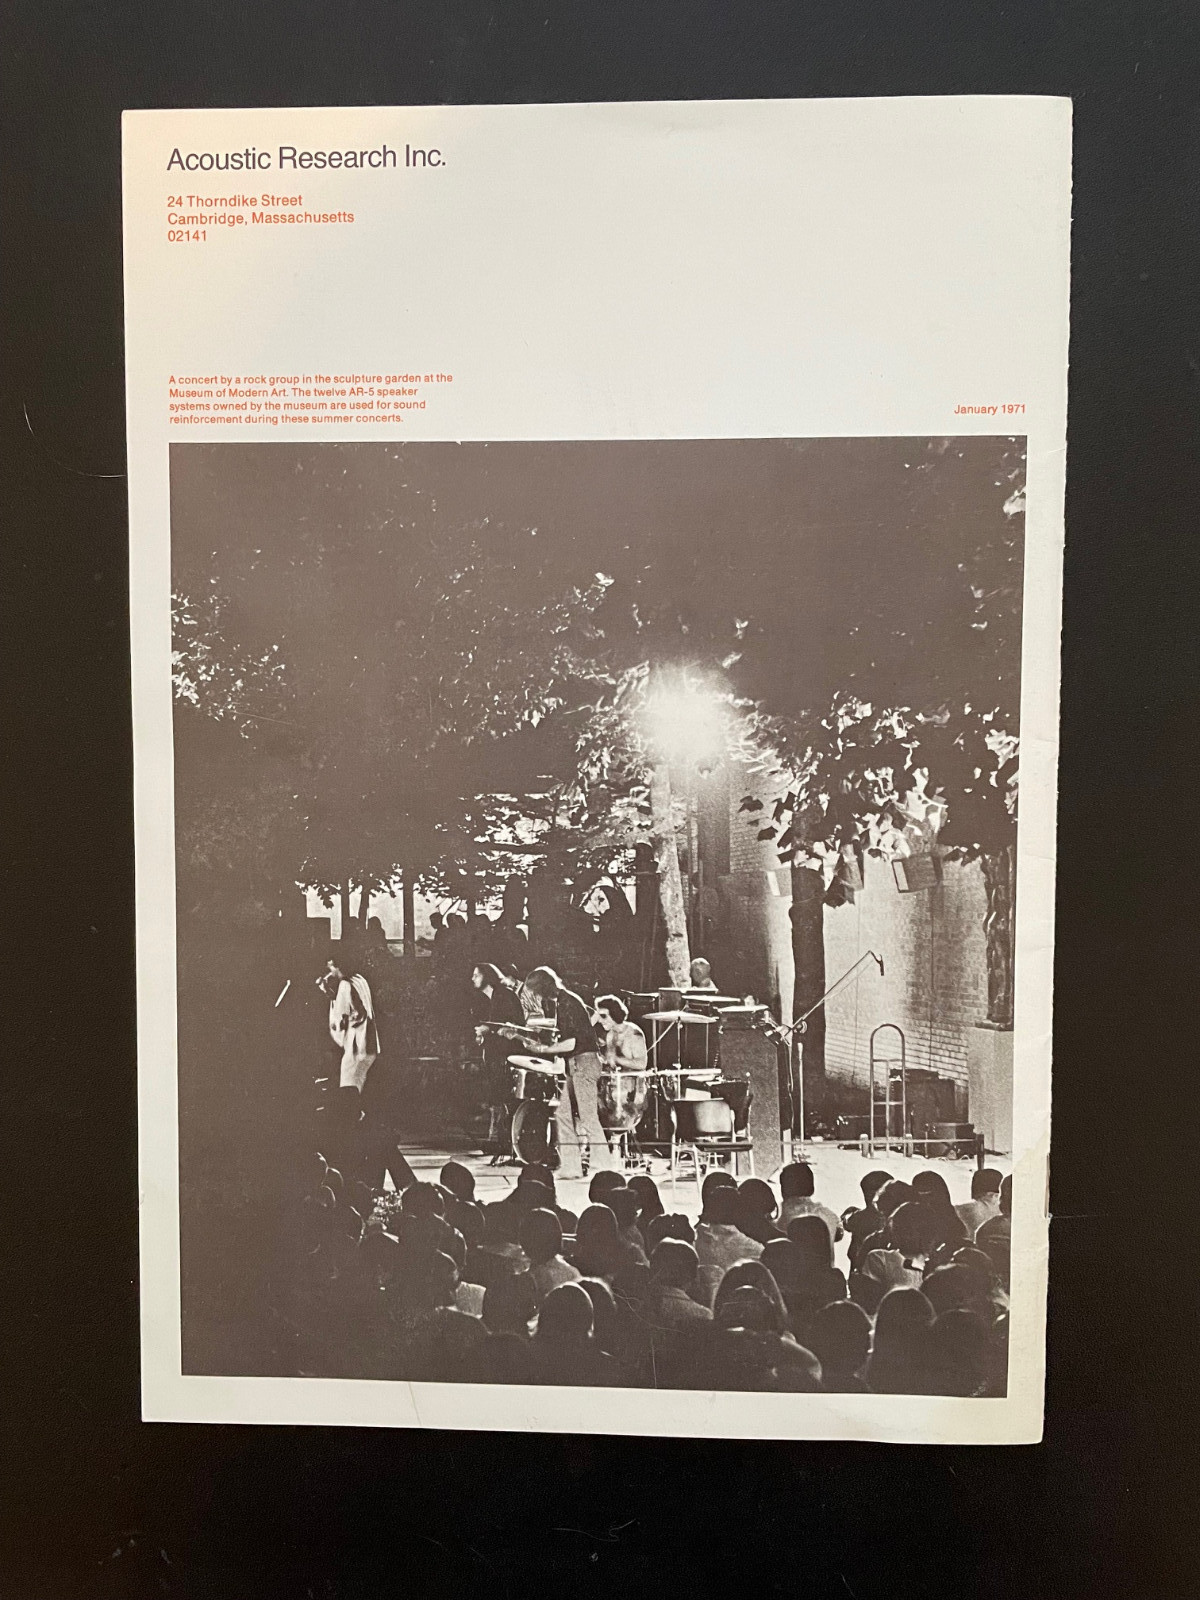 Acoustic Research Inc.
24 Thorndike Street
Cambridge, Massachusetts
02141
A concert by a rock group in the sculpture garden at the
Museum of Modern Art. The twelve AR-5 speaker
systems owned by the museum are used for sound
reinforcement during these summer concerts.
January 1971